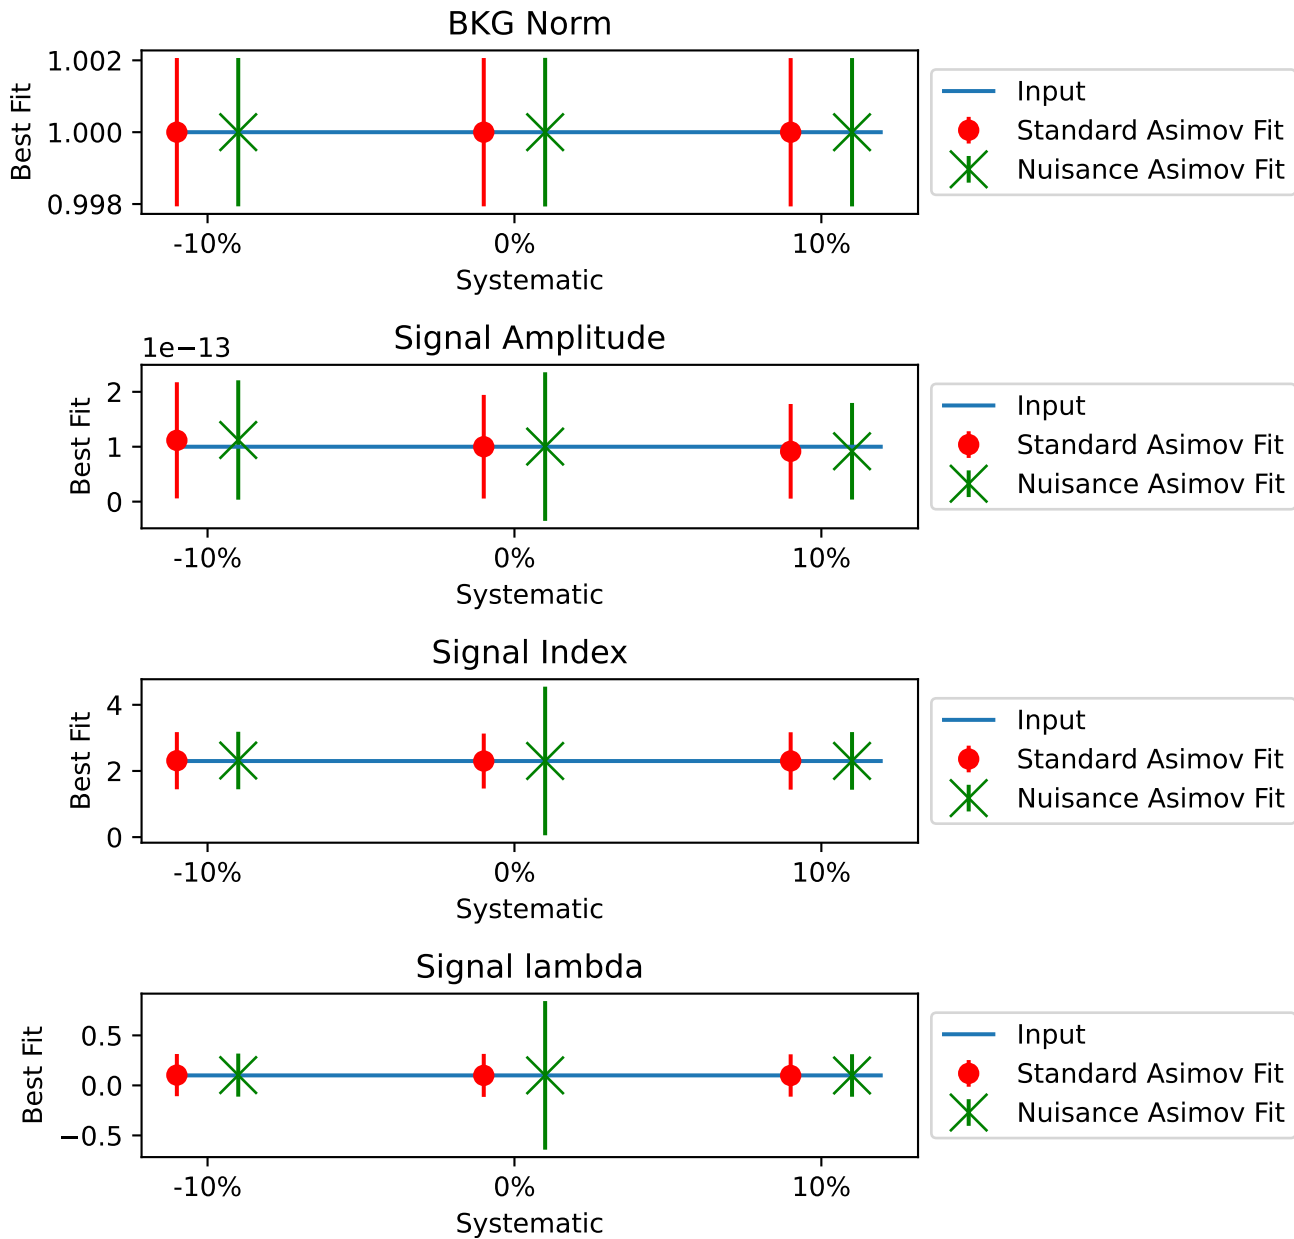 BKG Norm
1.002
1.000
0.998
Best Fit
-10%
0%
10%
Systematic
Input
Standard Asimov Fit
Nuisance Asimov Fit
Signal Amplitude
1e−13
2
1
0
Best Fit
-10%
0%
10%
Systematic
Input
Standard Asimov Fit
Nuisance Asimov Fit
Signal Index
4
2
0
Best Fit
-10%
0%
10%
Systematic
Input
Standard Asimov Fit
Nuisance Asimov Fit
Signal lambda
0.5
0.0
−0.5
Best Fit
-10%
0%
10%
Systematic
Input
Standard Asimov Fit
Nuisance Asimov Fit